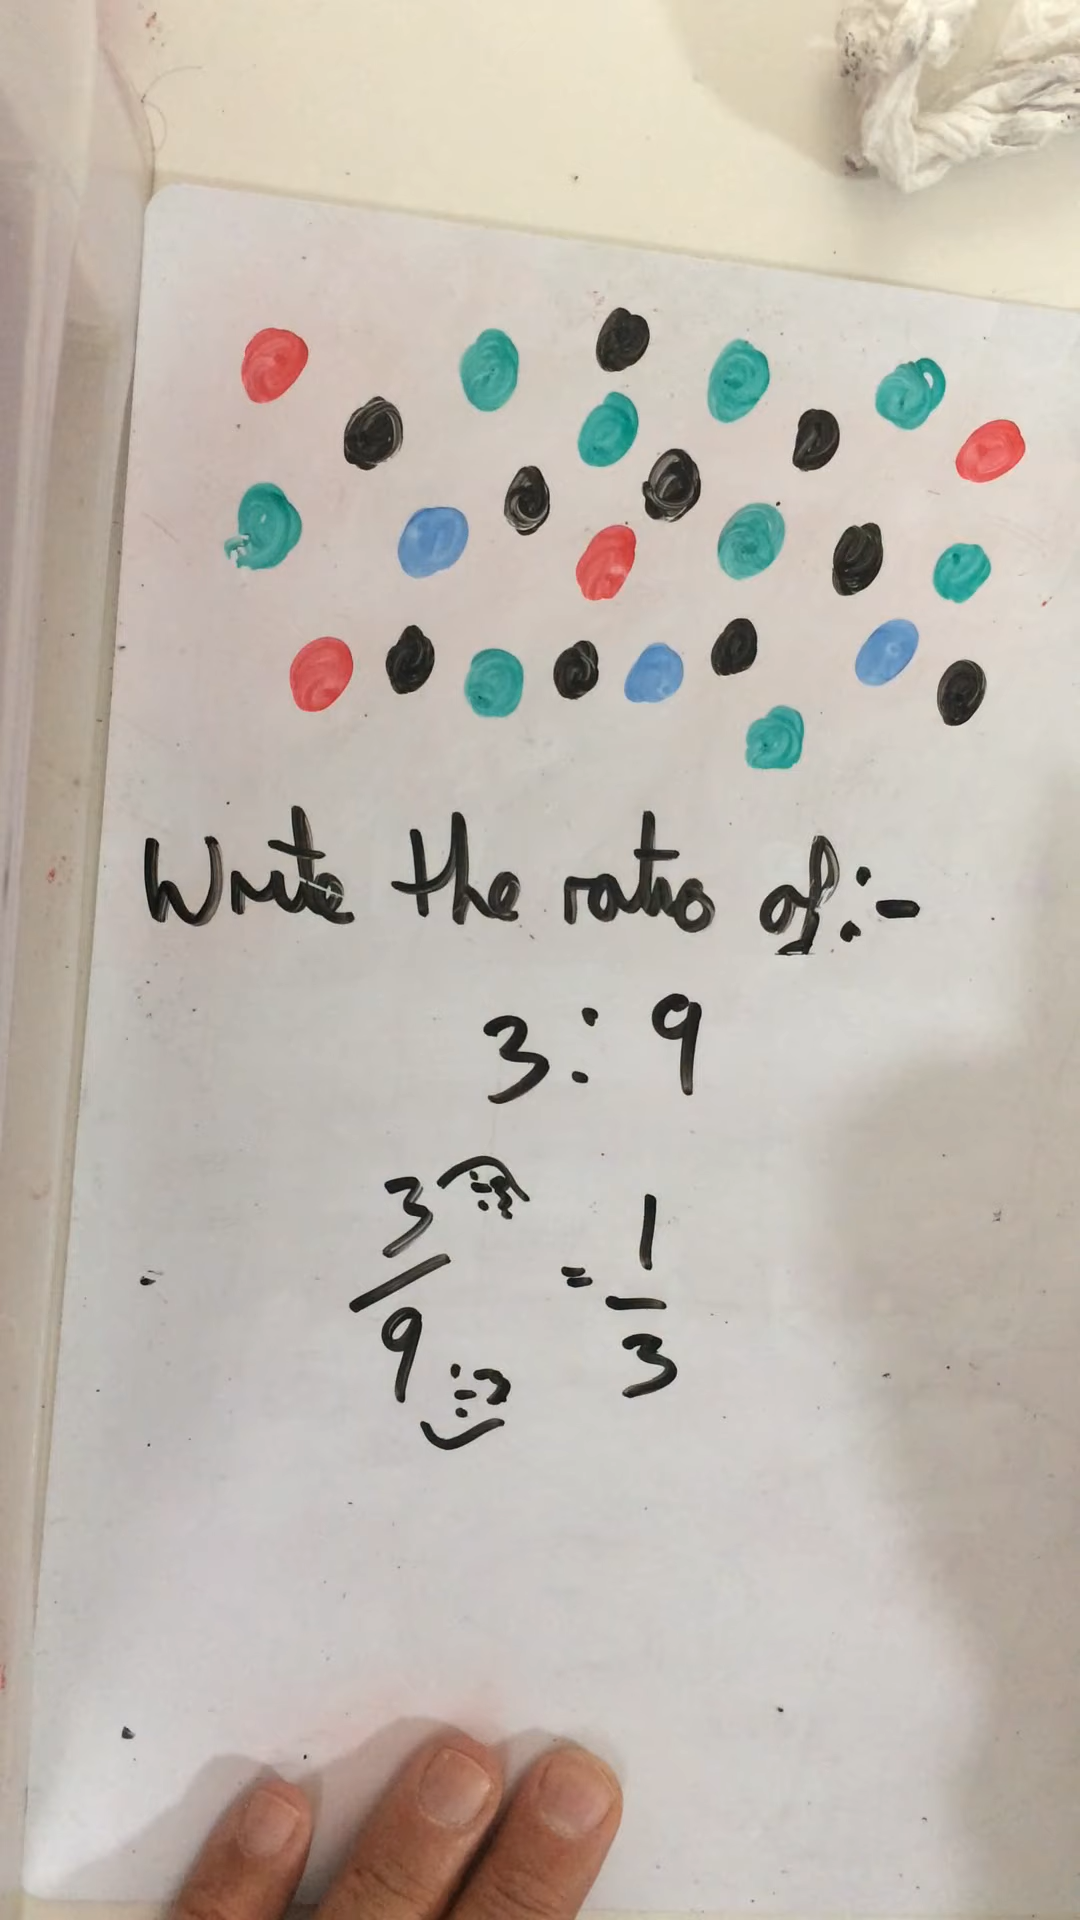 Write the ratio of:-
3 : 9
3 ÷3
— = 1
9 ÷3 3